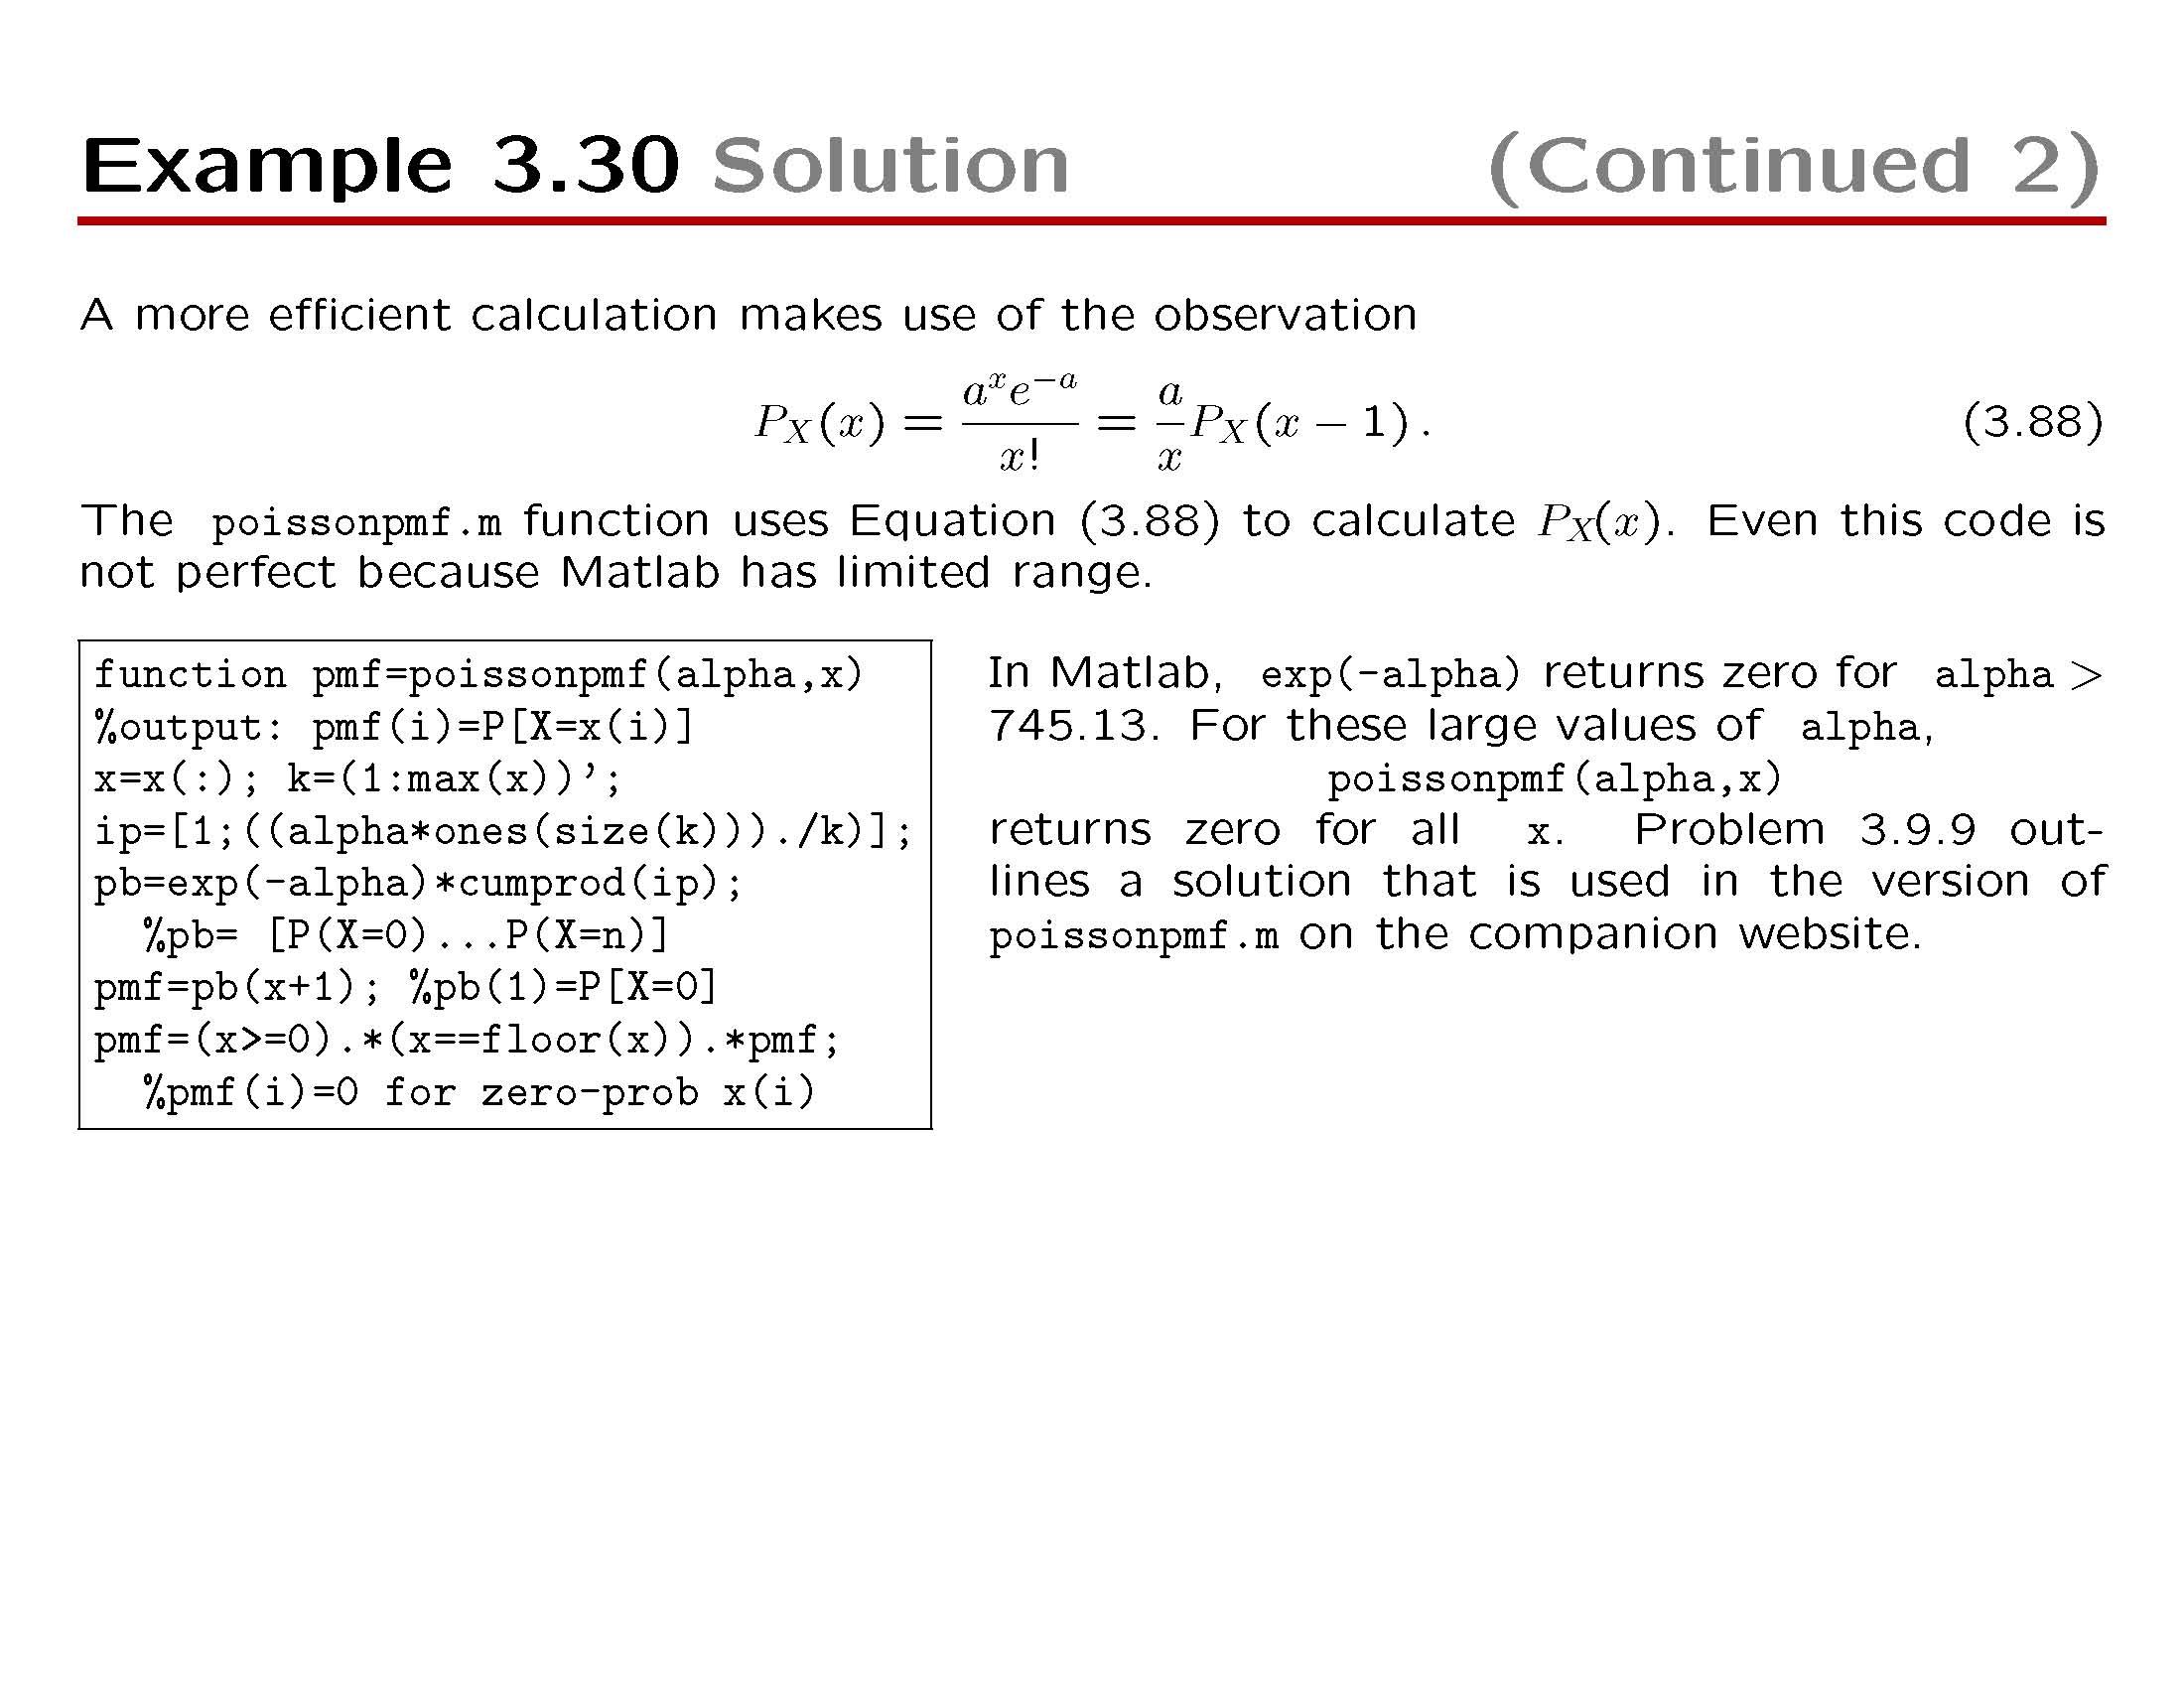 Example 3.30 Solution (Continued 2)
A more efficient calculation makes use of the observation
P_X(x) = a^x e^{-a} / x! = a/x P_X(x − 1) . (3.88)
The poissonpmf.m function uses Equation (3.88) to calculate P_X(x). Even this code is
not perfect because Matlab has limited range.
function pmf=poissonpmf(alpha,x)
%output: pmf(i)=P[X=x(i)]
x=x(:); k=(1:max(x))’;
ip=[1;((alpha*ones(size(k)))./k)];
pb=exp(-alpha)*cumprod(ip);
%pb= [P(X=0)...P(X=n)]
pmf=pb(x+1); %pb(1)=P[X=0]
pmf=(x>=0).*(x==floor(x)).*pmf;
%pmf(i)=0 for zero-prob x(i)
In Matlab, exp(-alpha) returns zero for alpha >
745.13. For these large values of alpha,
poissonpmf(alpha,x)
returns zero for all x. Problem 3.9.9 out-
lines a solution that is used in the version of
poissonpmf.m on the companion website.